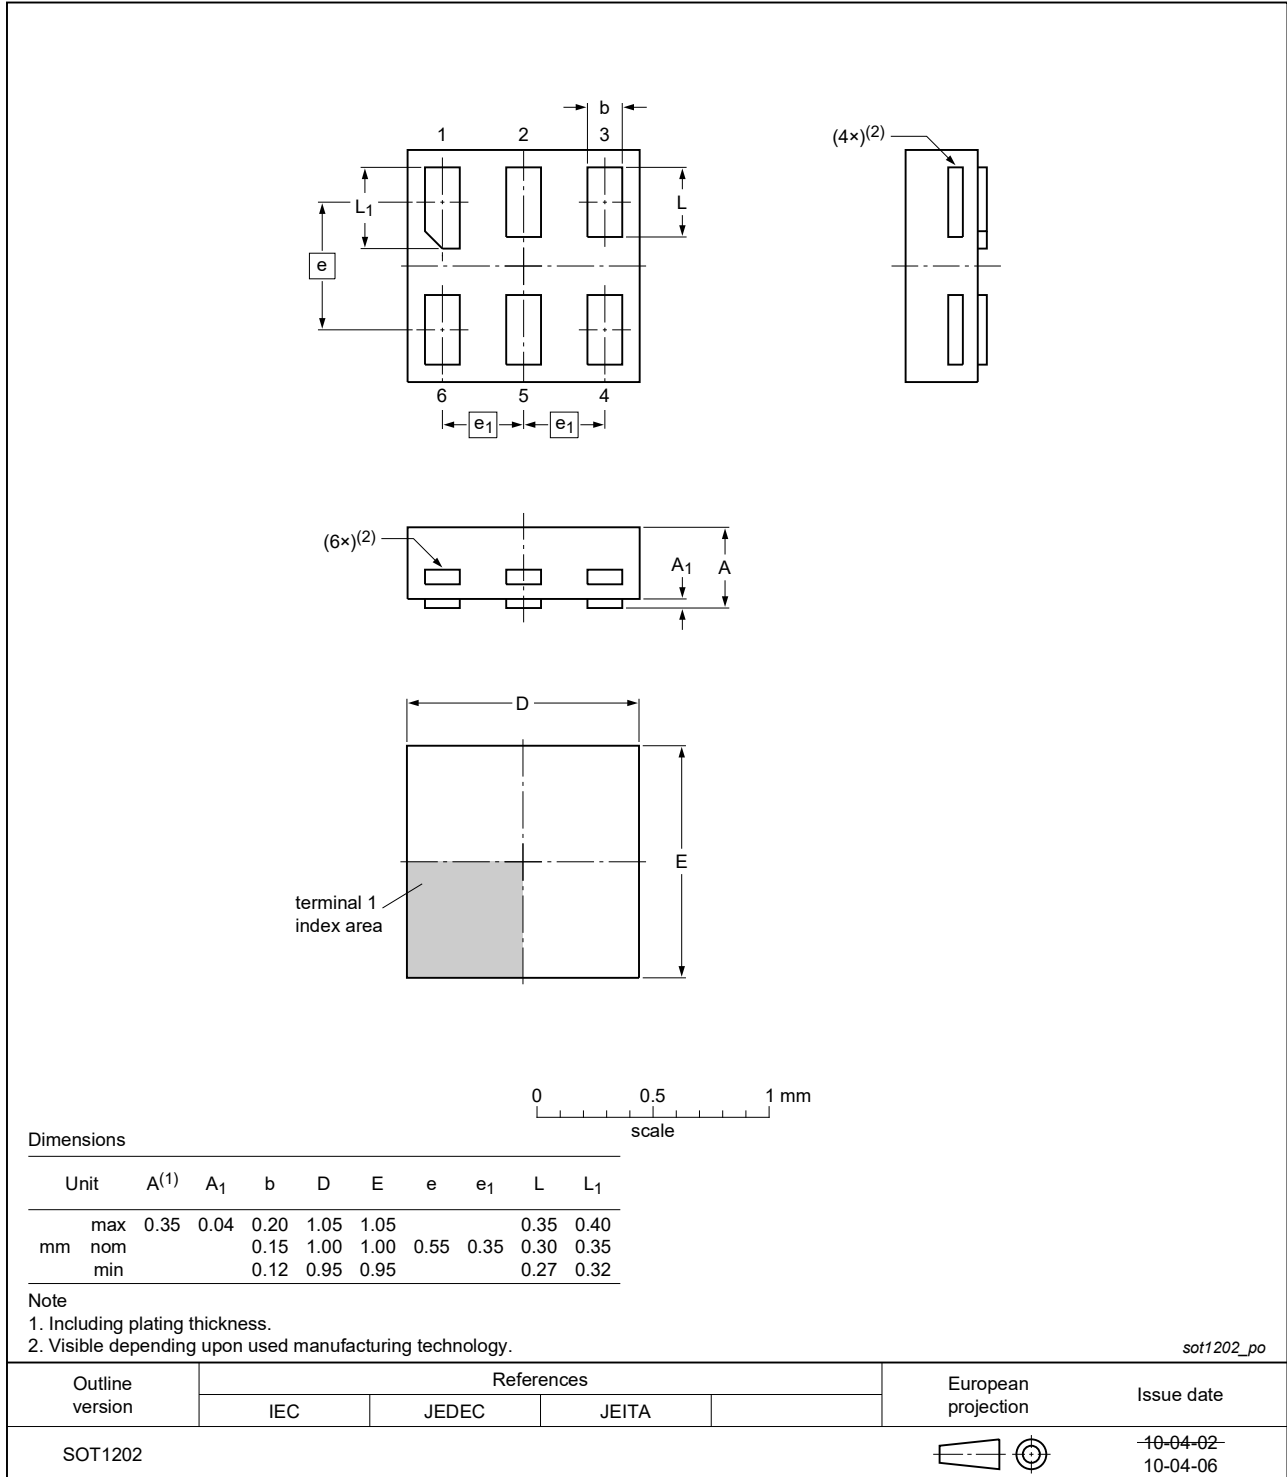 b
1 2 3
(4×)(2)
L1
L
e
6 5 4
e1 e1
(6×)(2)
A1 A
D
E
terminal 1
index area
0 0.5 1 mm
scale
Dimensions
Unit A(1) A1 b D E e e1 L L1
max 0.35 0.04 0.20 1.05 1.05 0.35 0.40
mm nom 0.15 1.00 1.00 0.55 0.35 0.30 0.35
min 0.12 0.95 0.95 0.27 0.32
Note
1. Including plating thickness.
2. Visible depending upon used manufacturing technology.
sot1202_po
Outline
version
References
IEC JEDEC JEITA
European
projection
Issue date
SOT1202
10-04-02
10-04-06